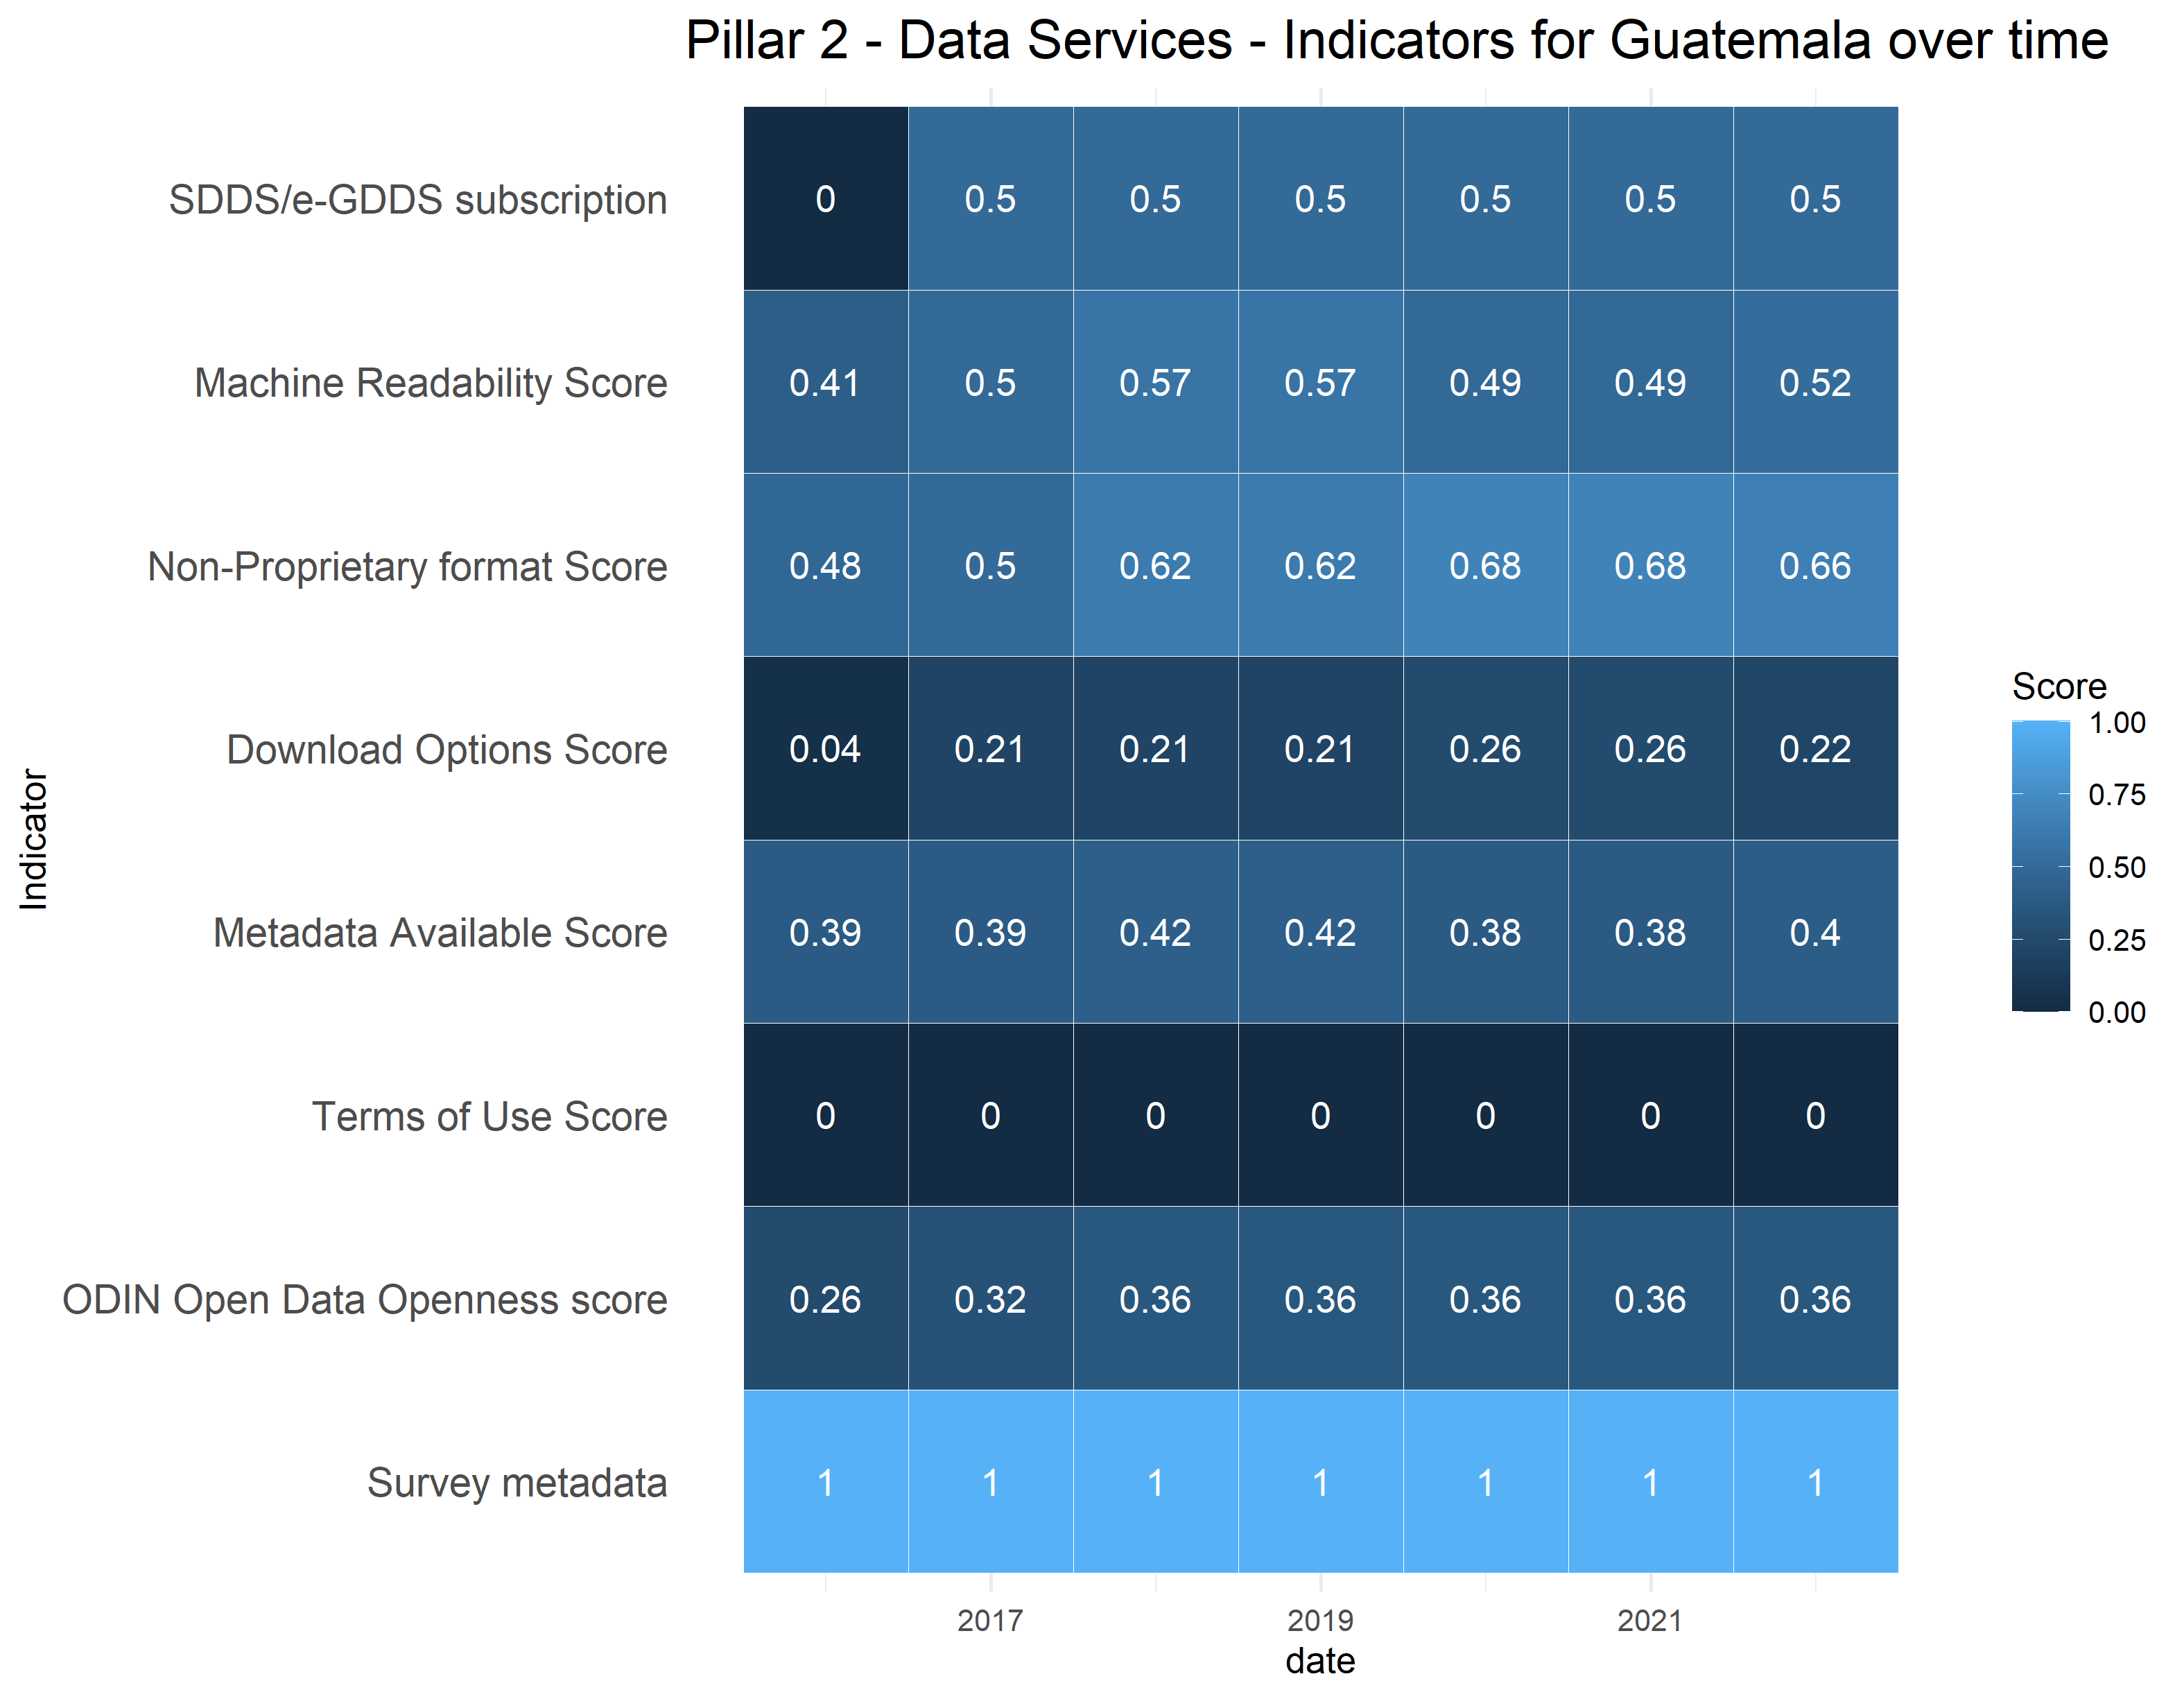 Pillar 2 - Data Services - Indicators for Guatemala over time
Indicator
SDDS/e-GDDS subscription 0 0.5 0.5 0.5 0.5 0.5 0.5
Machine Readability Score 0.41 0.5 0.57 0.57 0.49 0.49 0.52
Non-Proprietary format Score 0.48 0.5 0.62 0.62 0.68 0.68 0.66
Download Options Score 0.04 0.21 0.21 0.21 0.26 0.26 0.22
Metadata Available Score 0.39 0.39 0.42 0.42 0.38 0.38 0.4
Terms of Use Score 0 0 0 0 0 0 0
ODIN Open Data Openness score 0.26 0.32 0.36 0.36 0.36 0.36 0.36
Survey metadata 1 1 1 1 1 1 1
2017 2019 2021
date
Score
1.00
0.75
0.50
0.25
0.00